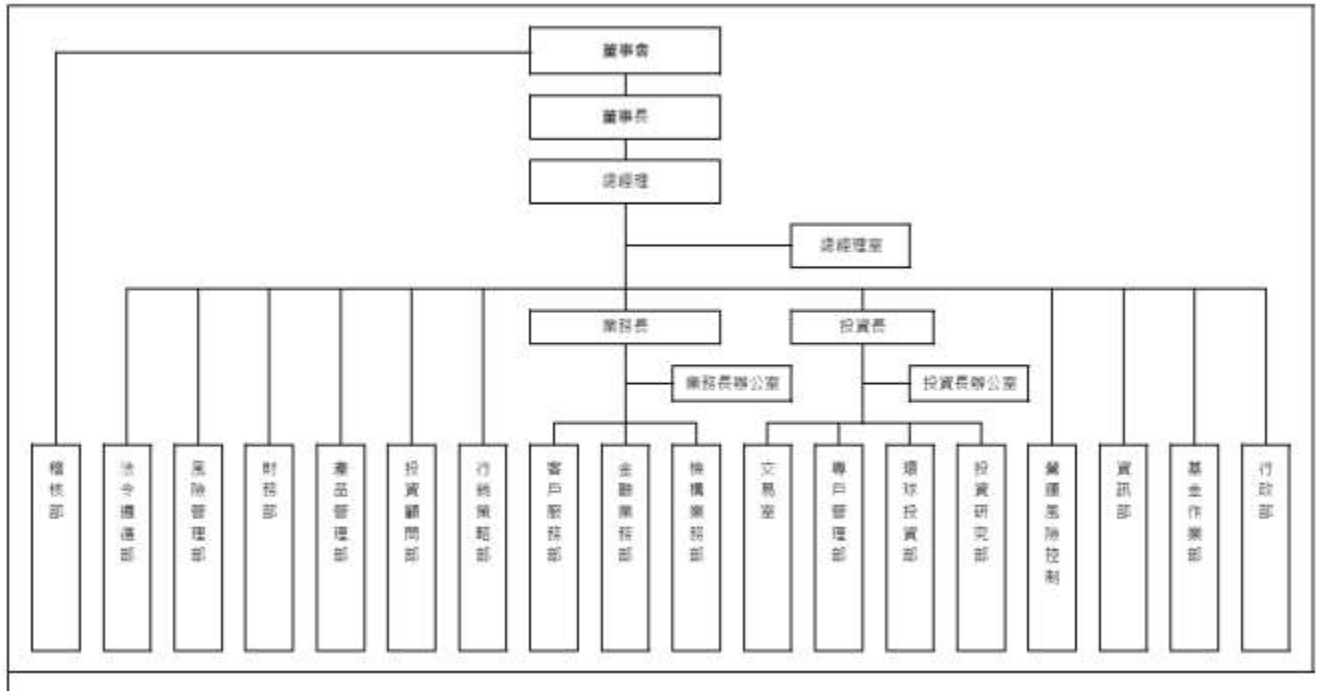 董事會
董事長
總經理
總經理室
業務長
投資長
業務長辦公室
投資長辦公室
稽核部
法令遵循部
風險管理部
財務部
產品管理部
投資顧問部
行銷策略部
客戶服務部
金融業務部
機構業務部
交易室
專戶管理部
環球投資部
投資研究部
營運風險控制
資訊部
基金作業部
行政部